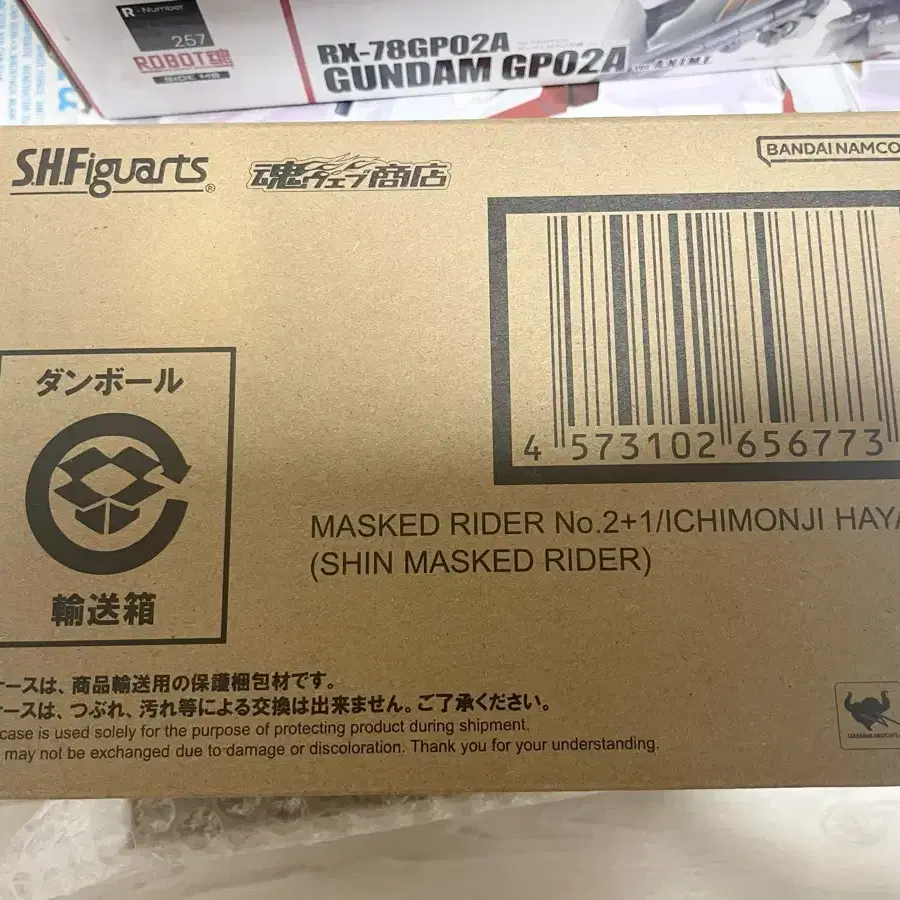 R-Number
257
ROBOT魂
SIDE MS
RX-78GP02A
GUNDAM GP02A
ANIME
S.H.Figuarts®
魂ウェブ商店
BANDAI NAMCO
4 573102 656773
ダンボール
輸送箱
MASKED RIDER No.2+1/ICHIMONJI HAYA
(SHIN MASKED RIDER)
ースは、商品輸送用の保護梱包材です。
ースは、つぶれ、汚れ等による交換は出来ません。ご了承ください。
case is used solely for the purpose of protecting product during shipment.
may not be exchanged due to damage or discoloration. Thank you for your understanding.